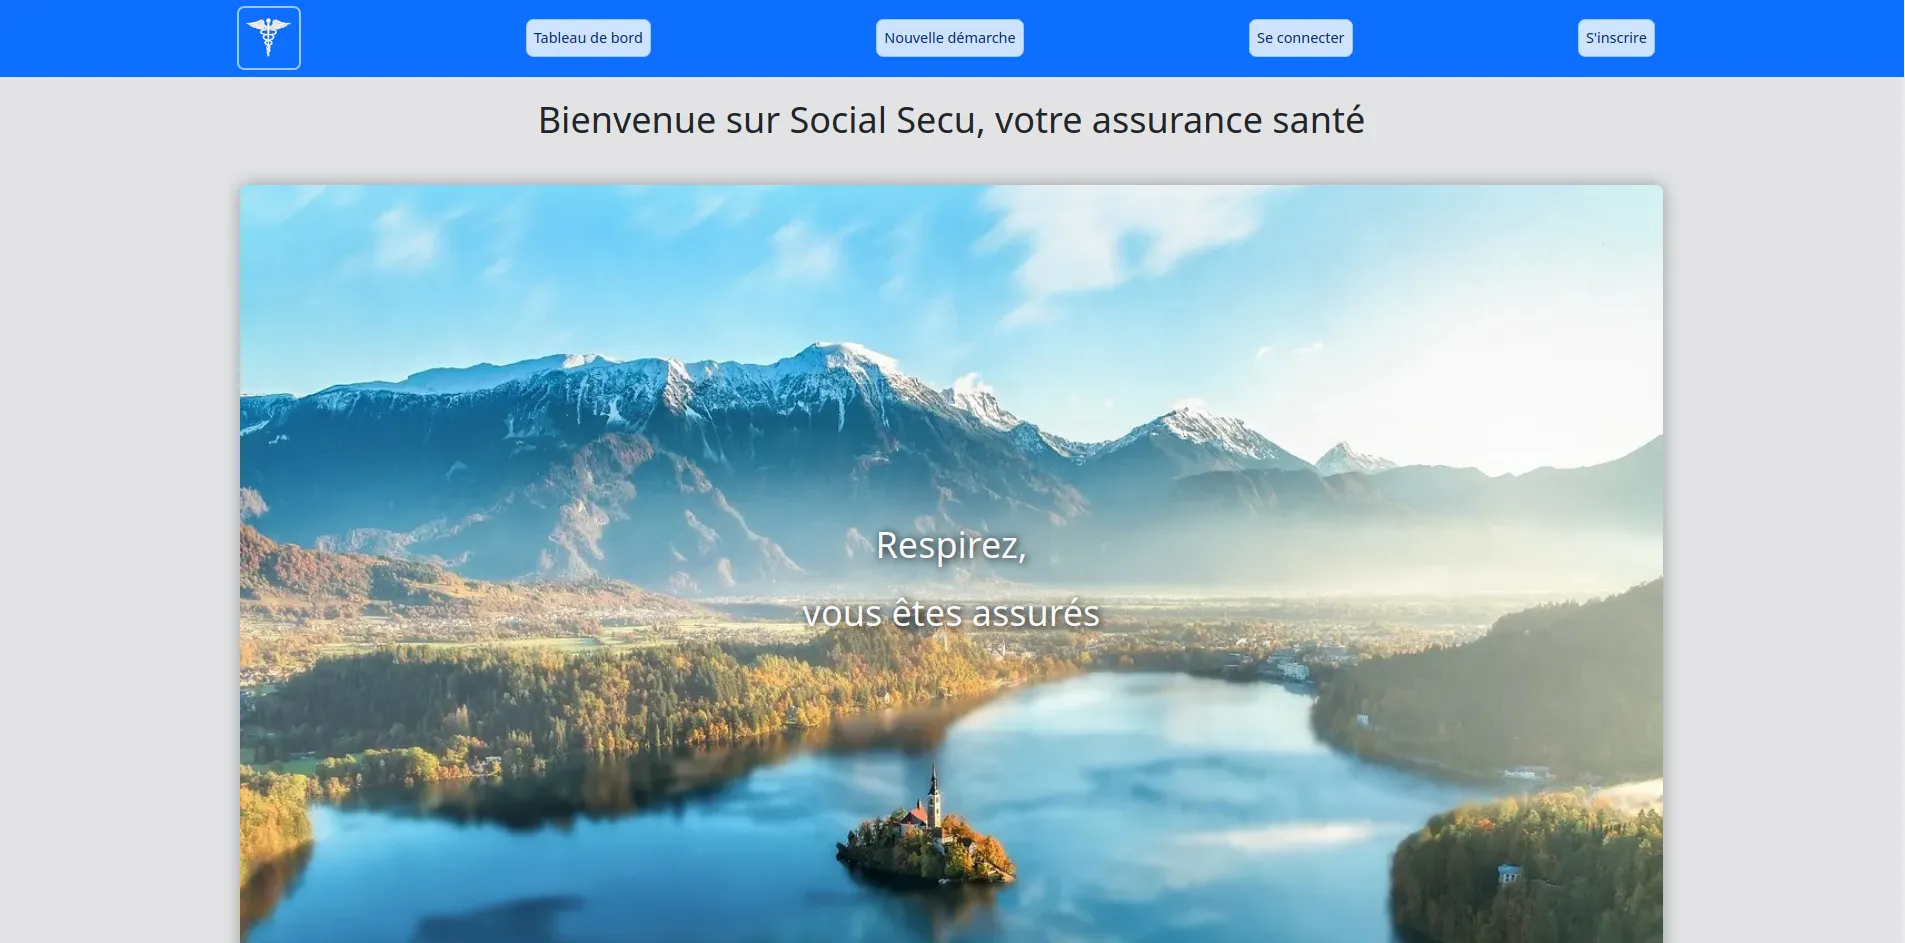 Tableau de bord
Nouvelle démarche
Se connecter
S'inscrire
Bienvenue sur Social Secu, votre assurance santé
Respirez,
vous êtes assurés